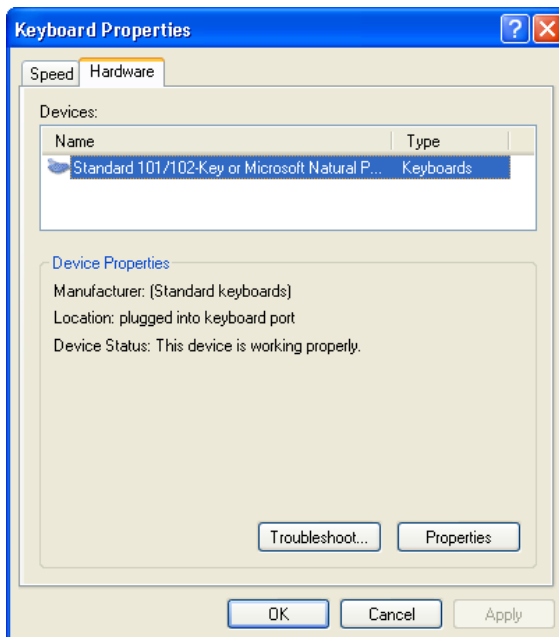 Keyboard Properties
Speed Hardware
Devices:
Name Type
Standard 101/102-Key or Microsoft Natural P... Keyboards
Device Properties
Manufacturer: (Standard keyboards)
Location: plugged into keyboard port
Device Status: This device is working properly.
Troubleshoot... Properties
OK Cancel Apply